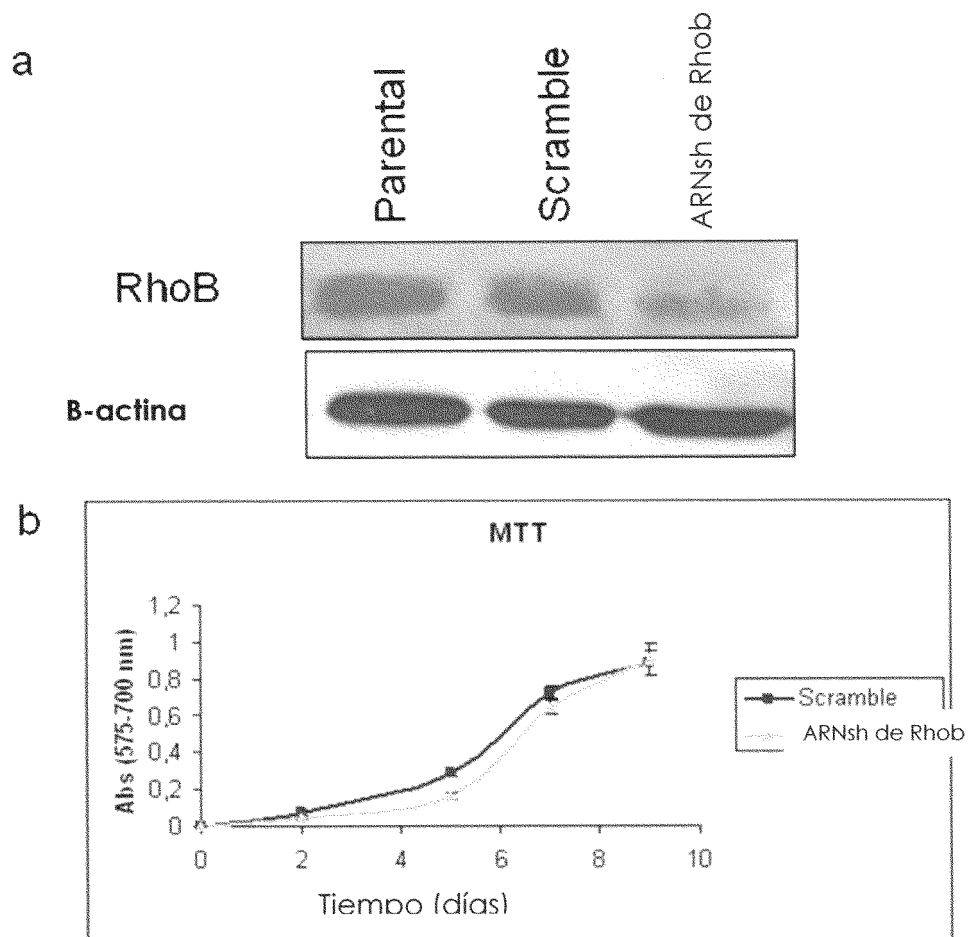 a
Parental
Scramble
ARNsh de Rhob
RhoB
B-actina
b
MTT
Abs (575-700 nm)
1,2
1
0,8
0,6
0,4
0,2
0
0 2 4 6 8 10
Tiempo (días)
Scramble
ARNsh de Rhob